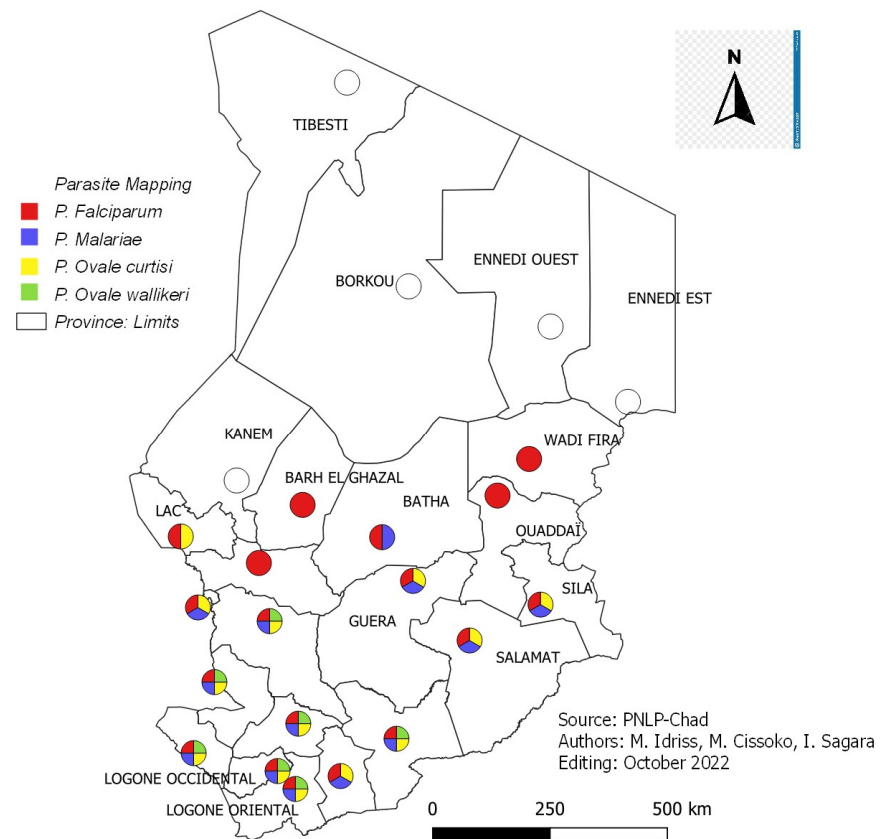 N
TIBESTI
Parasite Mapping
P. Falciparum
P. Malariae
P. Ovale curtisi
P. Ovale wallikeri
Province: Limits
BORKOU
ENNEDI OUEST
ENNEDI EST
KANEM
WADI FIRA
BARH EL GHAZAL
BATHA
LAC
OUADDAÏ
SILA
GUERA
SALAMAT
Source: PNLP-Chad
Authors: M. Idriss, M. Cissoko, I. Sagara
Editing: October 2022
LOGONE OCCIDENTAL
LOGONE ORIENTAL
0 250 500 km